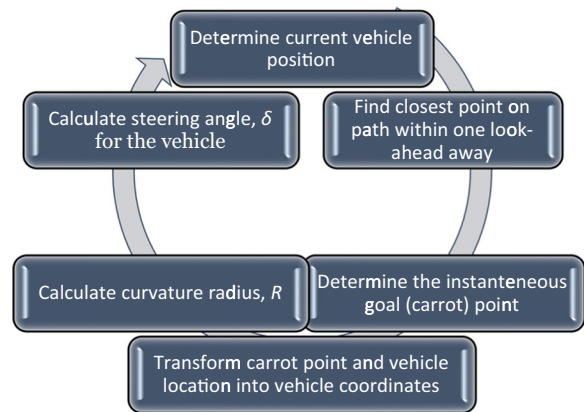 Determine current vehicle
position
Find closest point on
path within one look-
ahead away
Determine the instanteneous
goal (carrot) point
Transform carrot point and vehicle
location into vehicle coordinates
Calculate curvature radius, R
Calculate steering angle, δ
for the vehicle